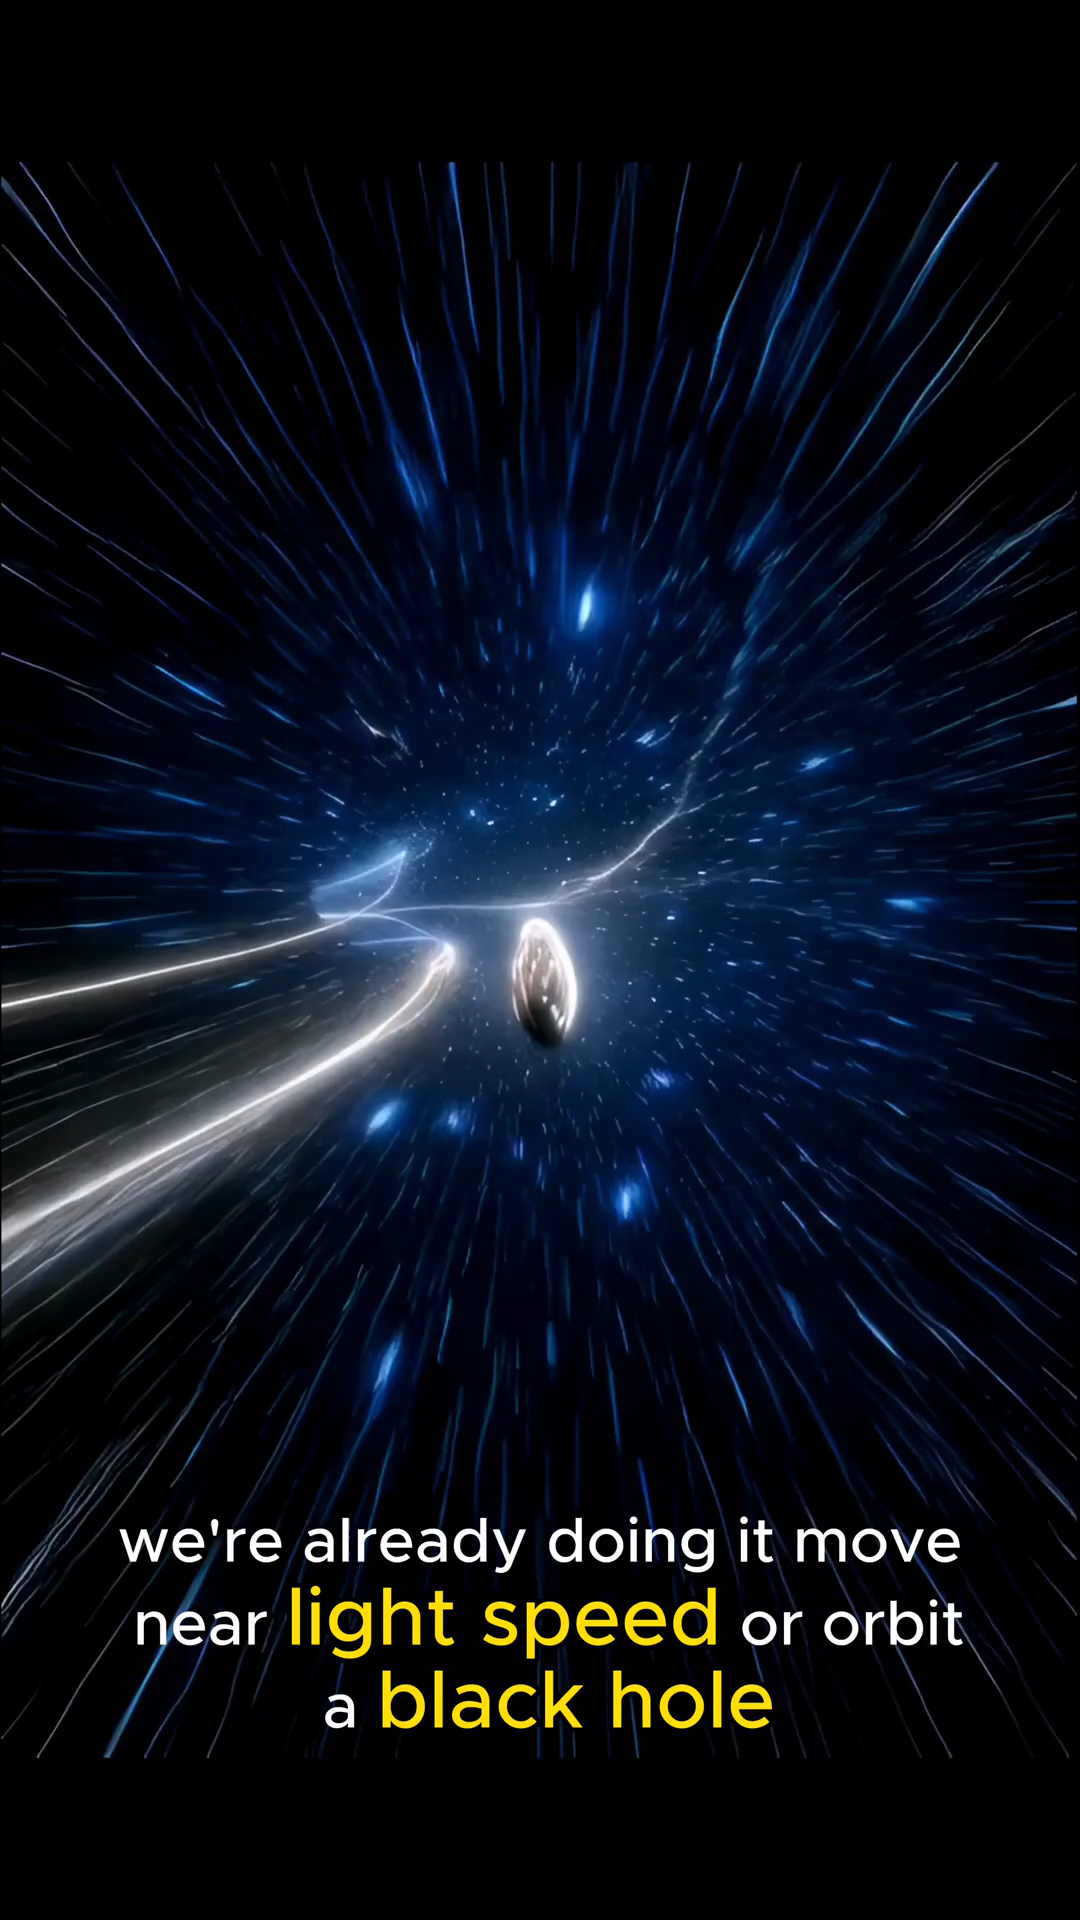 we're already doing it move
near light speed or orbit
a black hole